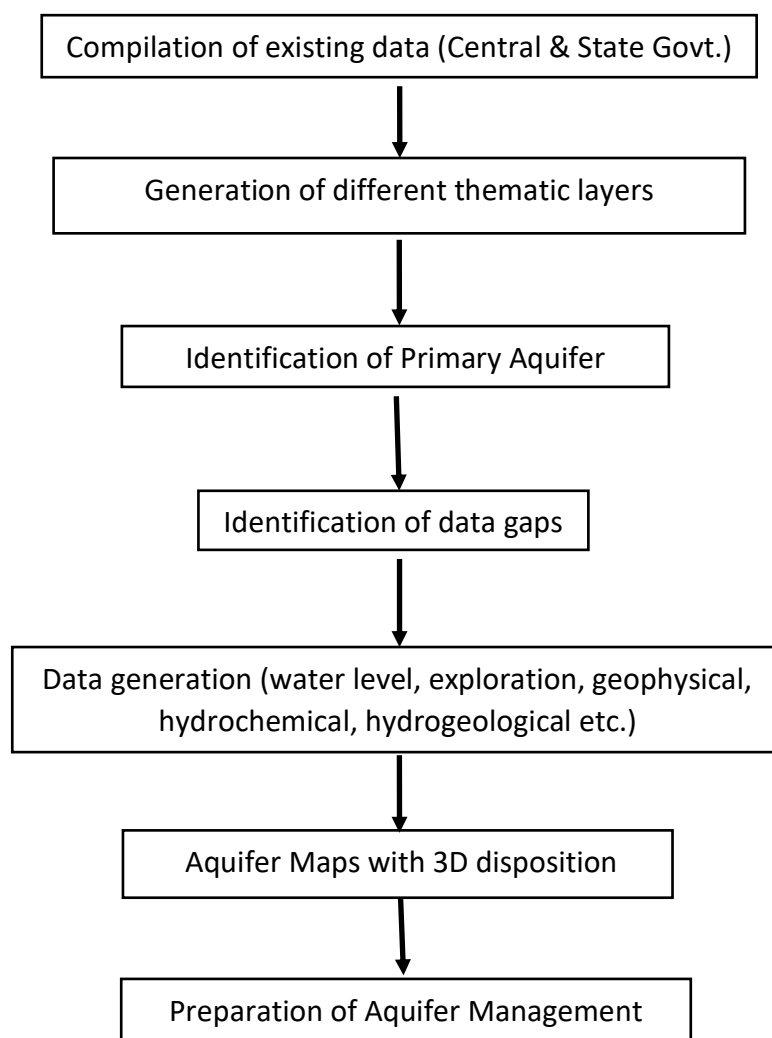 Compilation of existing data (Central & State Govt.)
Generation of different thematic layers
Identification of Primary Aquifer
Identification of data gaps
Data generation (water level, exploration, geophysical,
hydrochemical, hydrogeological etc.)
Aquifer Maps with 3D disposition
Preparation of Aquifer Management